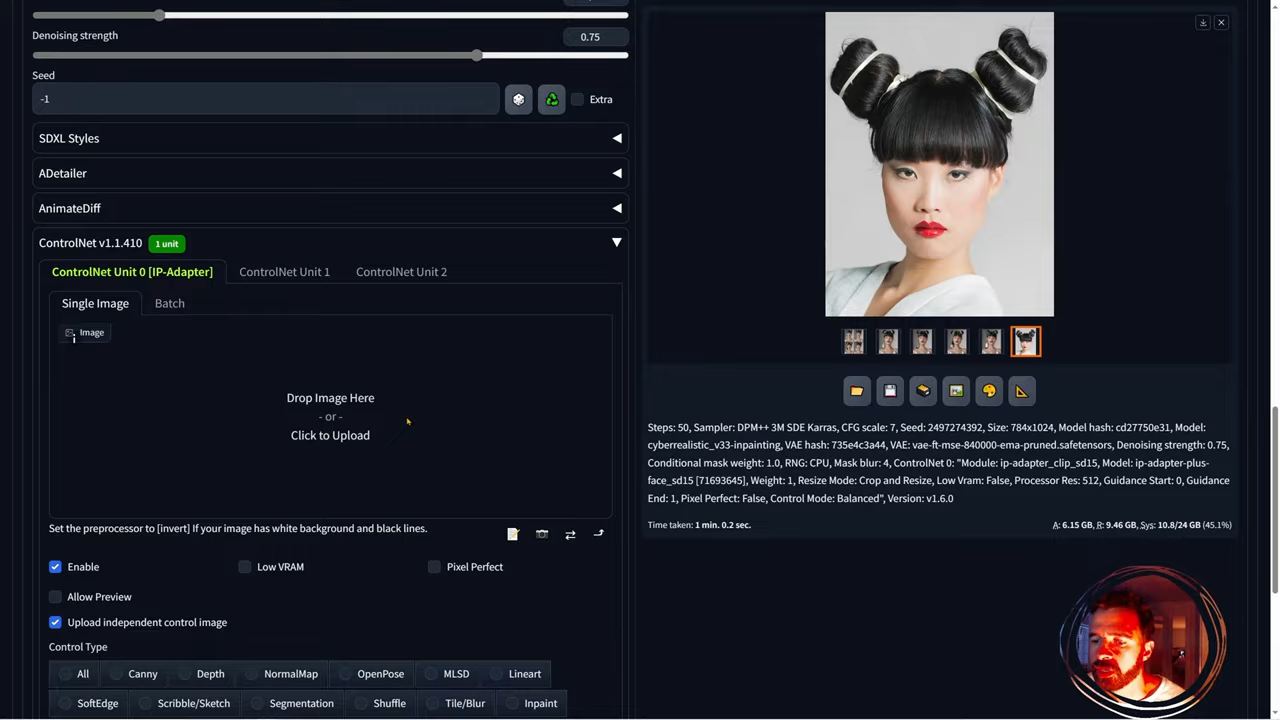 Denoising strength
0.75
Seed
-1
Extra
SDXL Styles
ADetailer
AnimateDiff
ControlNet v1.1.410
1 unit
ControlNet Unit 0 [IP-Adapter]
ControlNet Unit 1
ControlNet Unit 2
Single Image
Batch
Image
Drop Image Here
- or -
Click to Upload
Set the preprocessor to [invert] If your image has white background and black lines.
Enable
Low VRAM
Pixel Perfect
Allow Preview
Upload independent control image
Control Type
All
Canny
Depth
NormalMap
OpenPose
MLSD
Lineart
SoftEdge
Scribble/Sketch
Segmentation
Shuffle
Tile/Blur
Inpaint
Steps: 50, Sampler: DPM++ 3M SDE Karras, CFG scale: 7, Seed: 2497274392, Size: 784x1024, Model hash: cd27750e31, Model:
cyberrealistic_v33-inpainting, VAE hash: 735e4c3a44, VAE: vae-ft-mse-840000-ema-pruned.safetensors, Denoising strength: 0.75,
Conditional mask weight: 1.0, RNG: CPU, Mask blur: 4, ControlNet 0: "Module: ip-adapter_clip_sd15, Model: ip-adapter-plus-
face_sd15 [71693645], Weight: 1, Resize Mode: Crop and Resize, Low Vram: False, Processor Res: 512, Guidance Start: 0, Guidance
End: 1, Pixel Perfect: False, Control Mode: Balanced", Version: v1.6.0
Time taken: 1 min. 0.2 sec.
A: 6.15 GB, R: 9.46 GB, Sys: 10.8/24 GB (45.1%)